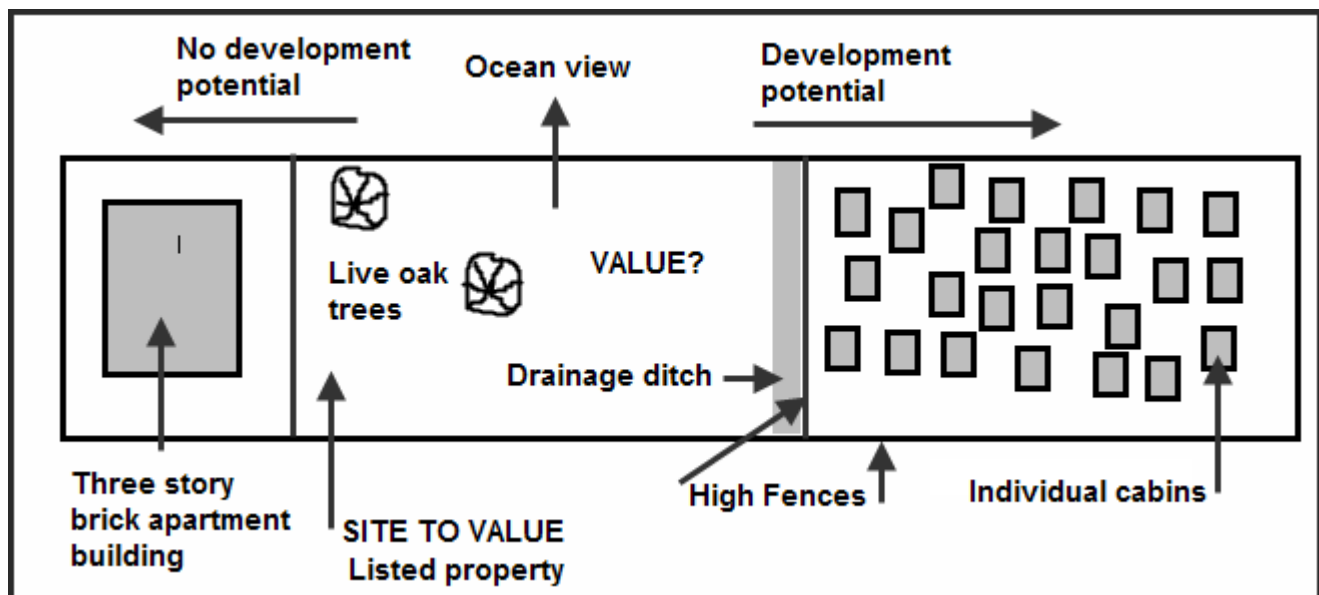 No development
potential
Ocean view
Development
potential
Live oak
trees
VALUE?
Drainage ditch
Three story
brick apartment
building
SITE TO VALUE
Listed property
High Fences
Individual cabins